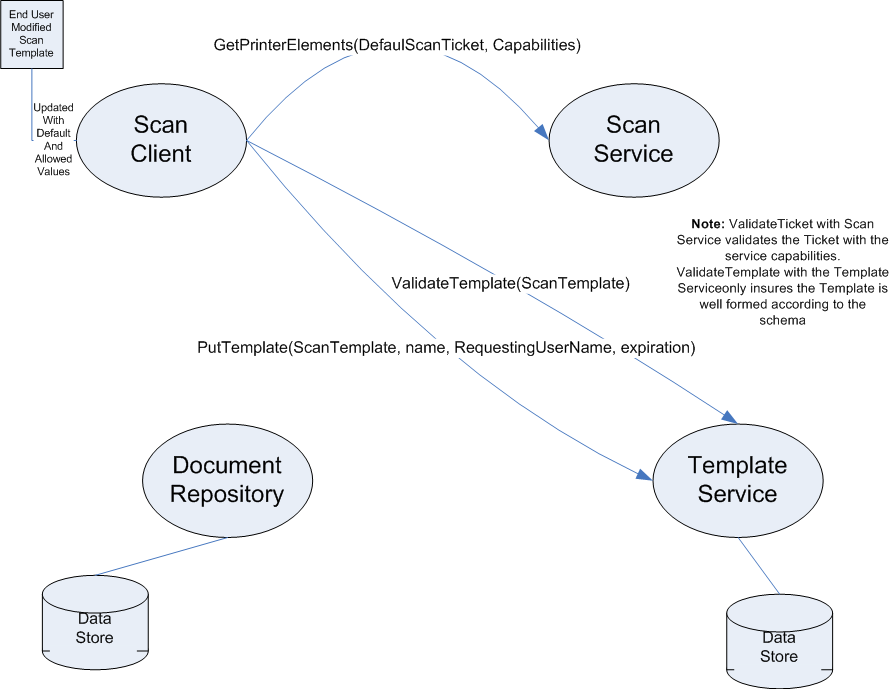 End User
Modified
Scan
Template
GetPrinterElements(DefaulScanTicket, Capabilities)
Updated
With
Default
And
Allowed
Values
Scan
Client
Scan
Service
Note: ValidateTicket with Scan
Service validates the Ticket with the
service capabilities.
ValidateTemplate with the Template
Serviceonly insures the Template is
well formed according to the
schema
ValidateTemplate(ScanTemplate)
PutTemplate(ScanTemplate, name, RequestingUserName, expiration)
Document
Repository
Template
Service
Data
Store
Data
Store